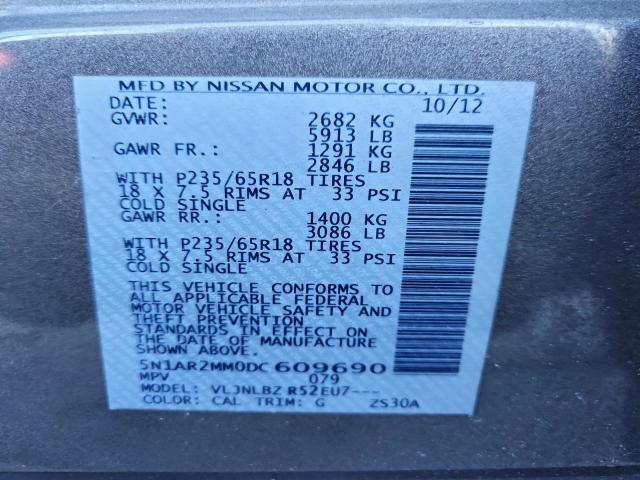 MFD BY NISSAN MOTOR CO., LTD.
DATE: 10/12
GVWR: 2682 KG
5913 LB
GAWR FR.: 1291 KG
2846 LB
WITH P235/65R18 TIRES
18 X 7.5 RIMS AT 33 PSI
COLD SINGLE
GAWR RR.: 1400 KG
3086 LB
WITH P235/65R18 TIRES
18 X 7.5 RIMS AT 33 PSI
COLD SINGLE
THIS VEHICLE CONFORMS TO
ALL APPLICABLE FEDERAL
MOTOR VEHICLE SAFETY AND
THEFT PREVENTION
STANDARDS IN EFFECT ON
THE DATE OF MANUFACTURE
SHOWN ABOVE.
5N1AR2MM0DC 609690
MPV 079
MODEL: VLJNLBZ R52EU7---
COLOR: CAL TRIM: G ZS30A